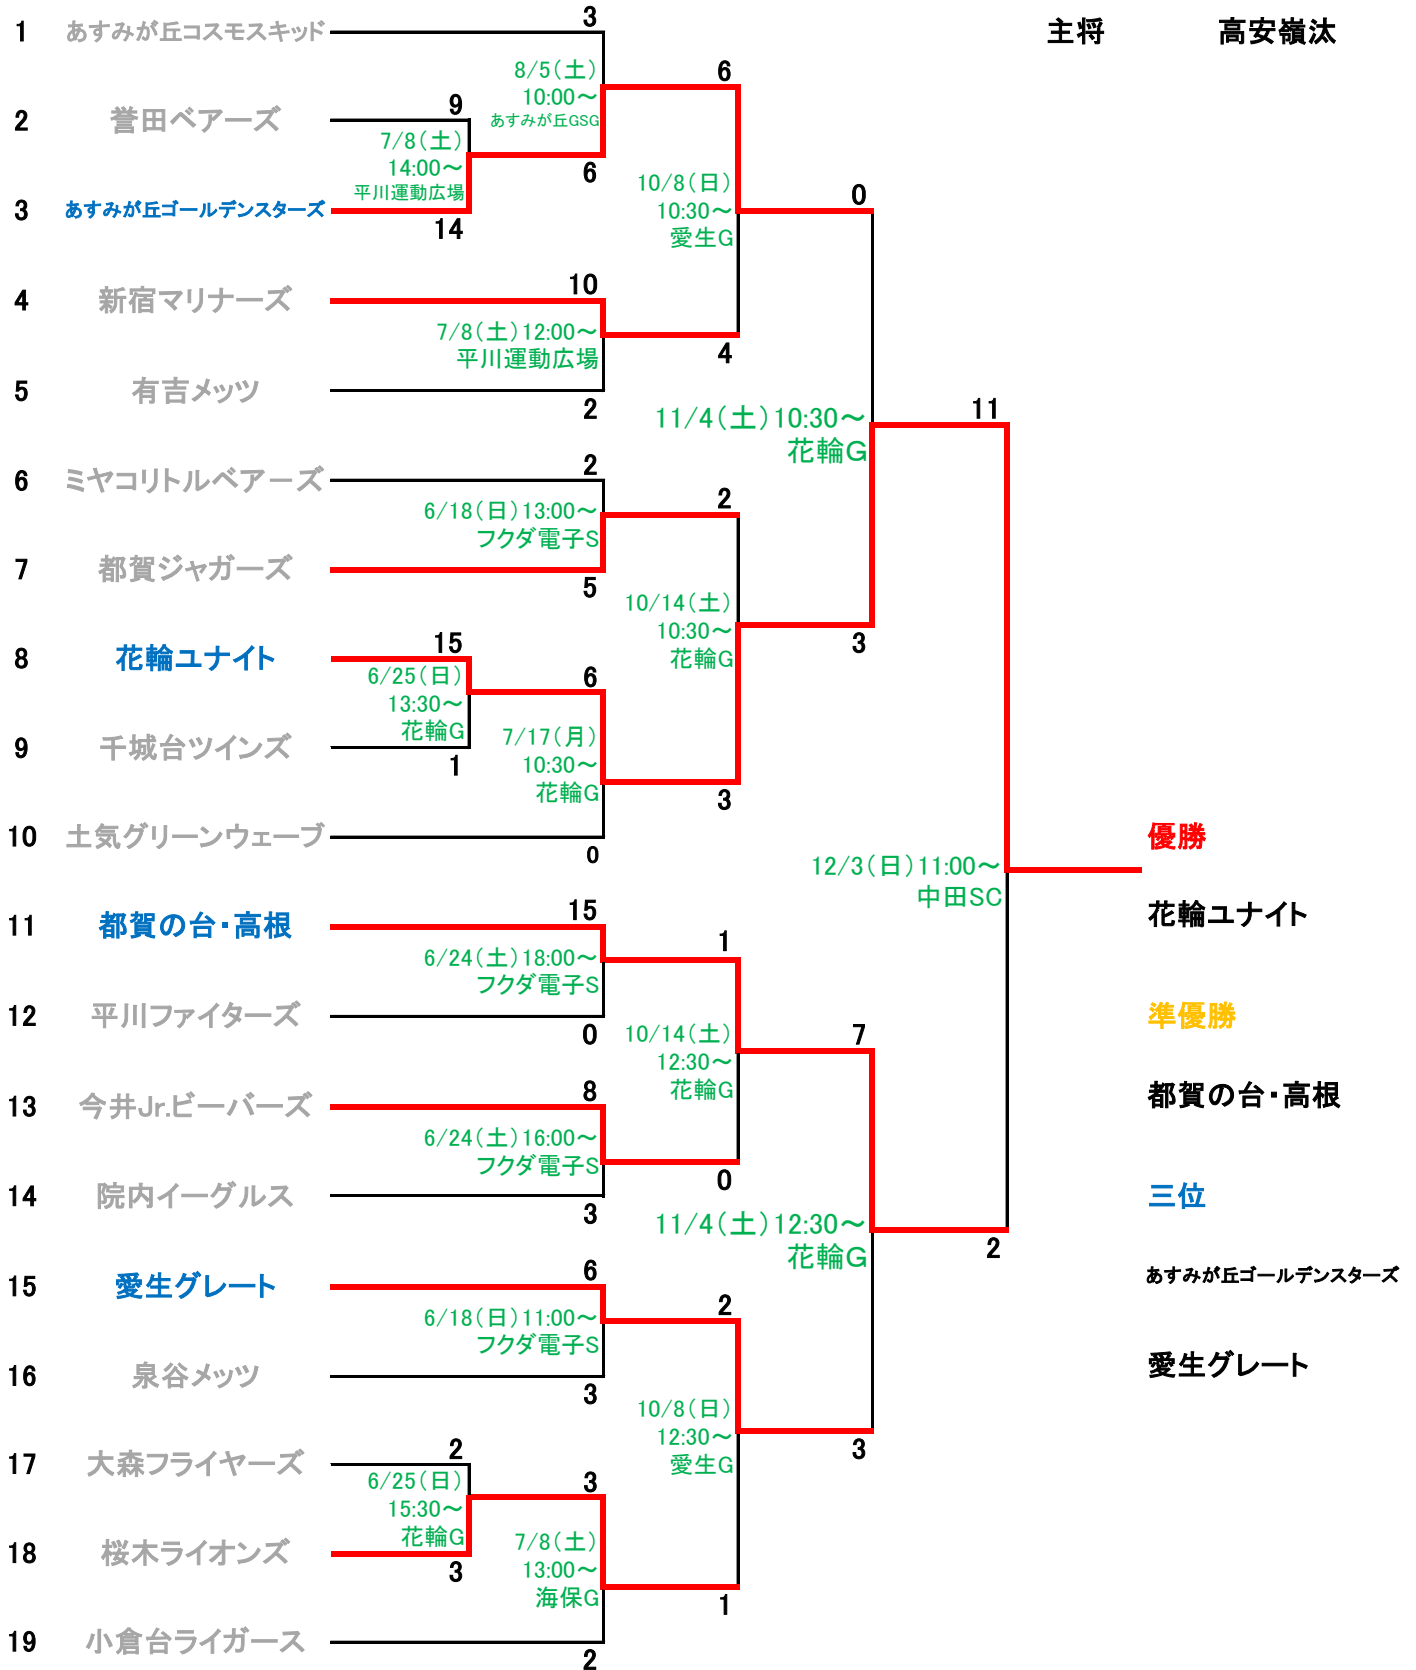 主将 高安嶺汰
1 あすみが丘コスモスキッド 3
8/5(土)
10:00～
あすみが丘GSG
6
2 誉田ベアーズ 9
7/8(土)
14:00～
平川運動広場
6
3 あすみが丘ゴールデンスターズ
14
10/8(日)
10:30～
愛生G
0
4 新宿マリナーズ 10
7/8(土)12:00～
平川運動広場
4
5 有吉メッツ
2
11/4(土)10:30～
花輪G
11
6 ミヤコリトルベアーズ 2
6/18(日)13:00～
フクダ電子S
2
7 都賀ジャガーズ
5
10/14(土)
10:30～
花輪G
3
8 花輪ユナイト 15
6/25(日)
13:30～
花輪G
6
9 千城台ツインズ
1
7/17(月)
10:30～
花輪G
3
10 土気グリーンウェーブ
0
12/3(日)11:00～
中田SC
優勝
花輪ユナイト
11 都賀の台・高根 15
6/24(土)18:00～
フクダ電子S
1
12 平川ファイターズ
0
10/14(土)
12:30～
花輪G
7
準優勝
都賀の台・高根
13 今井Jr.ビーバーズ 8
6/24(土)16:00～
フクダ電子S
0
14 院内イーグルス
3
11/4(土)12:30～
花輪G
2
三位
あすみが丘ゴールデンスターズ
愛生グレート
15 愛生グレート 6
6/18(日)11:00～
フクダ電子S
2
16 泉谷メッツ
3
10/8(日)
12:30～
愛生G
3
17 大森フライヤーズ 2
6/25(日)
15:30～
花輪G
3
18 桜木ライオンズ
3
7/8(土)
13:00～
海保G
1
19 小倉台ライガース
2